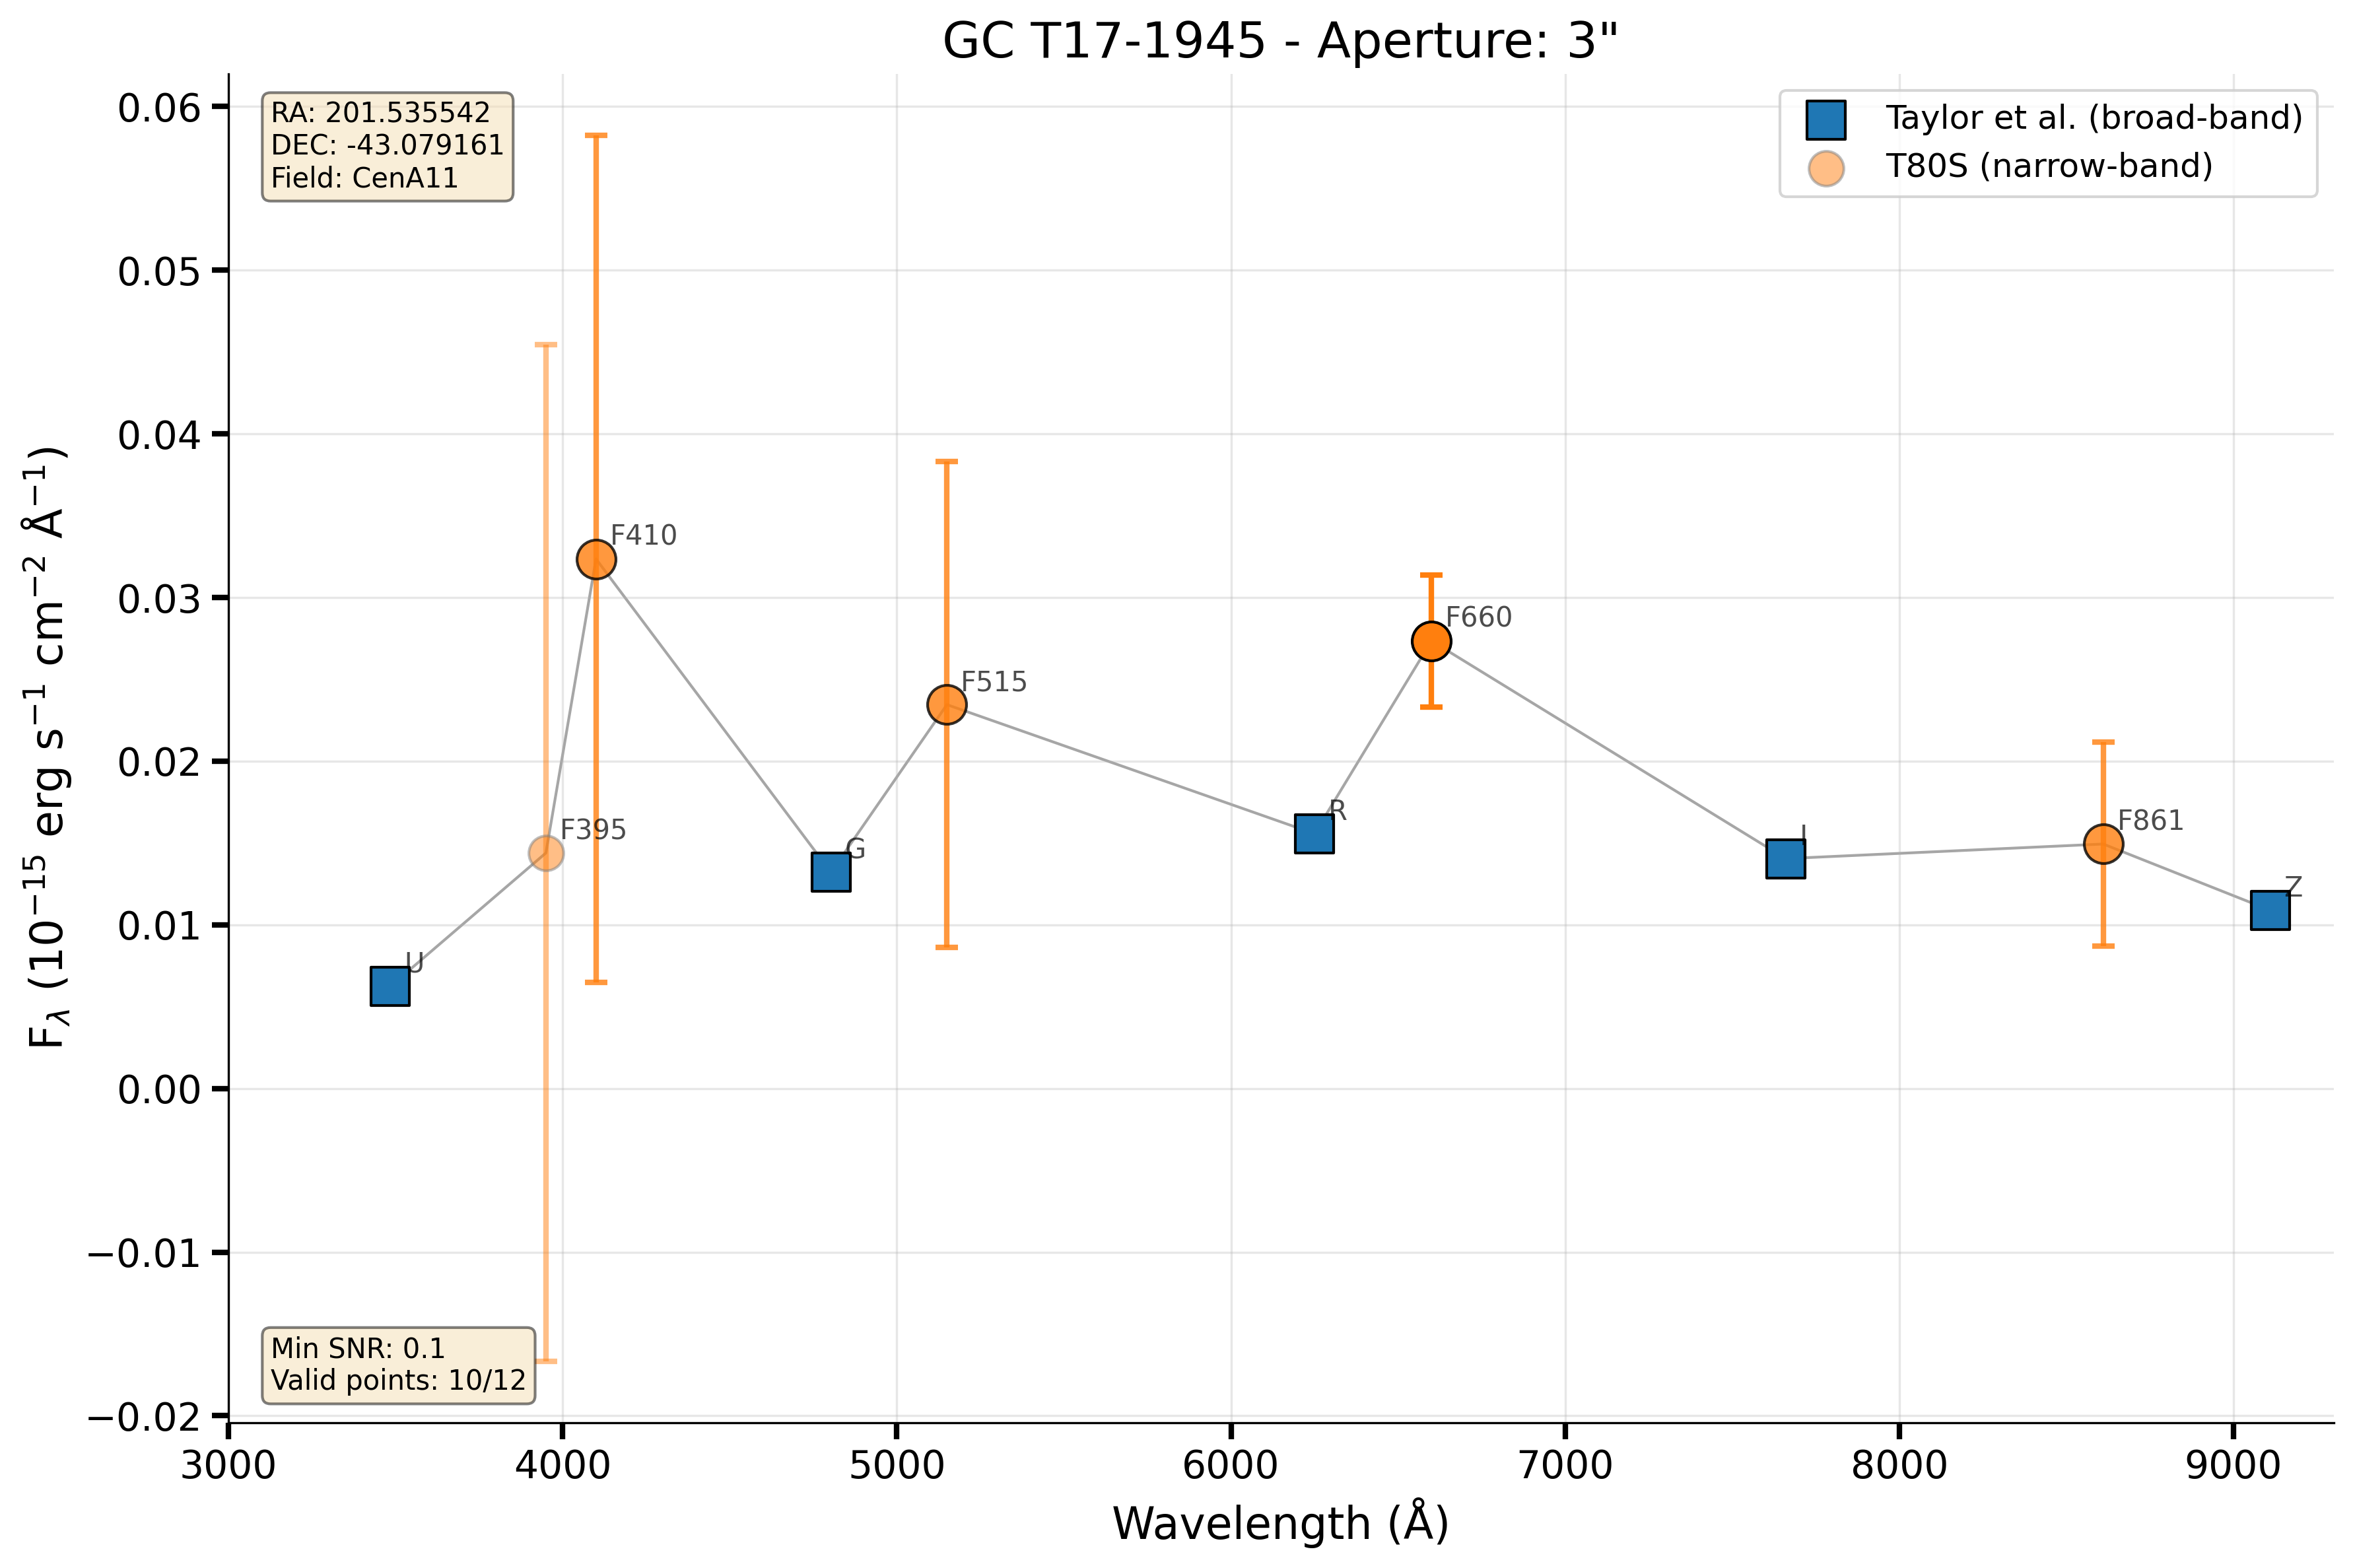 GC T17-1945 - Aperture: 3"
RA: 201.535542
DEC: -43.079161
Field: CenA11
Taylor et al. (broad-band)
T80S (narrow-band)
0.06
0.05
0.04
0.03
0.02
0.01
0.00
−0.01
−0.02
F_λ (10⁻¹⁵ erg s⁻¹ cm⁻² Å⁻¹)
U
F395
F410
G
F515
R
F660
I
F861
Z
Min SNR: 0.1
Valid points: 10/12
3000
4000
5000
6000
7000
8000
9000
Wavelength (Å)